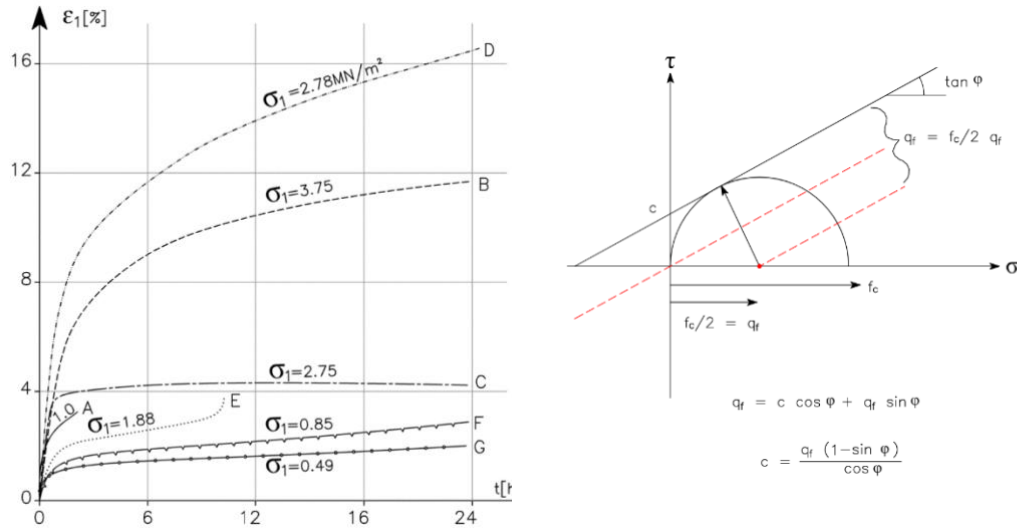 ε₁[%]
16
12
8
4
0
0
6
12
16
24
t[h
σ₁=2.78MN/m²
D
σ₁=3.75
B
σ₁=2.75
C
1.0 A
σ₁=1.88
E
σ₁=0.85
F
σ₁=0.49
G
τ
tan φ
qf = fc/2 qf
c
σ
fc
fc/2 = qf
qf = c cos φ + qf sin φ
c = qf (1-sin φ)
cos φ